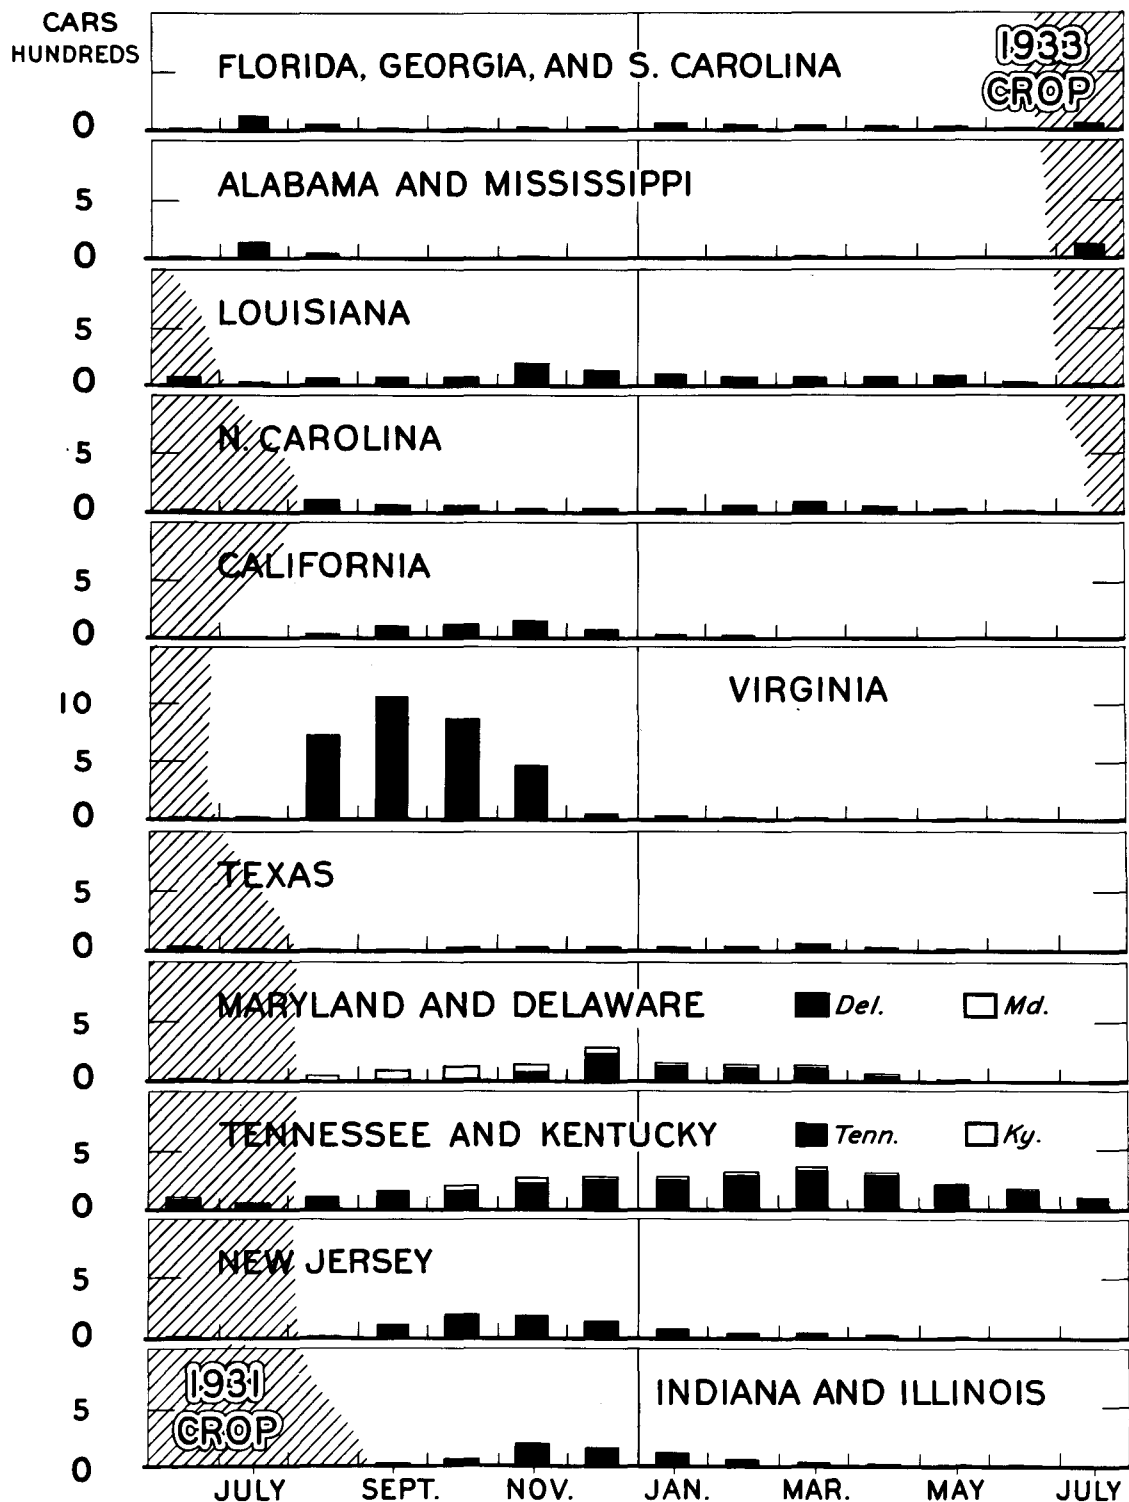 CARS
HUNDREDS
FLORIDA, GEORGIA, AND S. CAROLINA
1933
CROP
0
ALABAMA AND MISSISSIPPI
5
0
LOUISIANA
5
0
N. CAROLINA
5
0
CALIFORNIA
5
0
VIRGINIA
10
5
0
TEXAS
5
0
MARYLAND AND DELAWARE
Del.
Md.
5
0
TENNESSEE AND KENTUCKY
Tenn.
Ky.
5
0
NEW JERSEY
5
0
1931
CROP
INDIANA AND ILLINOIS
5
0
JULY SEPT. NOV. JAN. MAR. MAY JULY